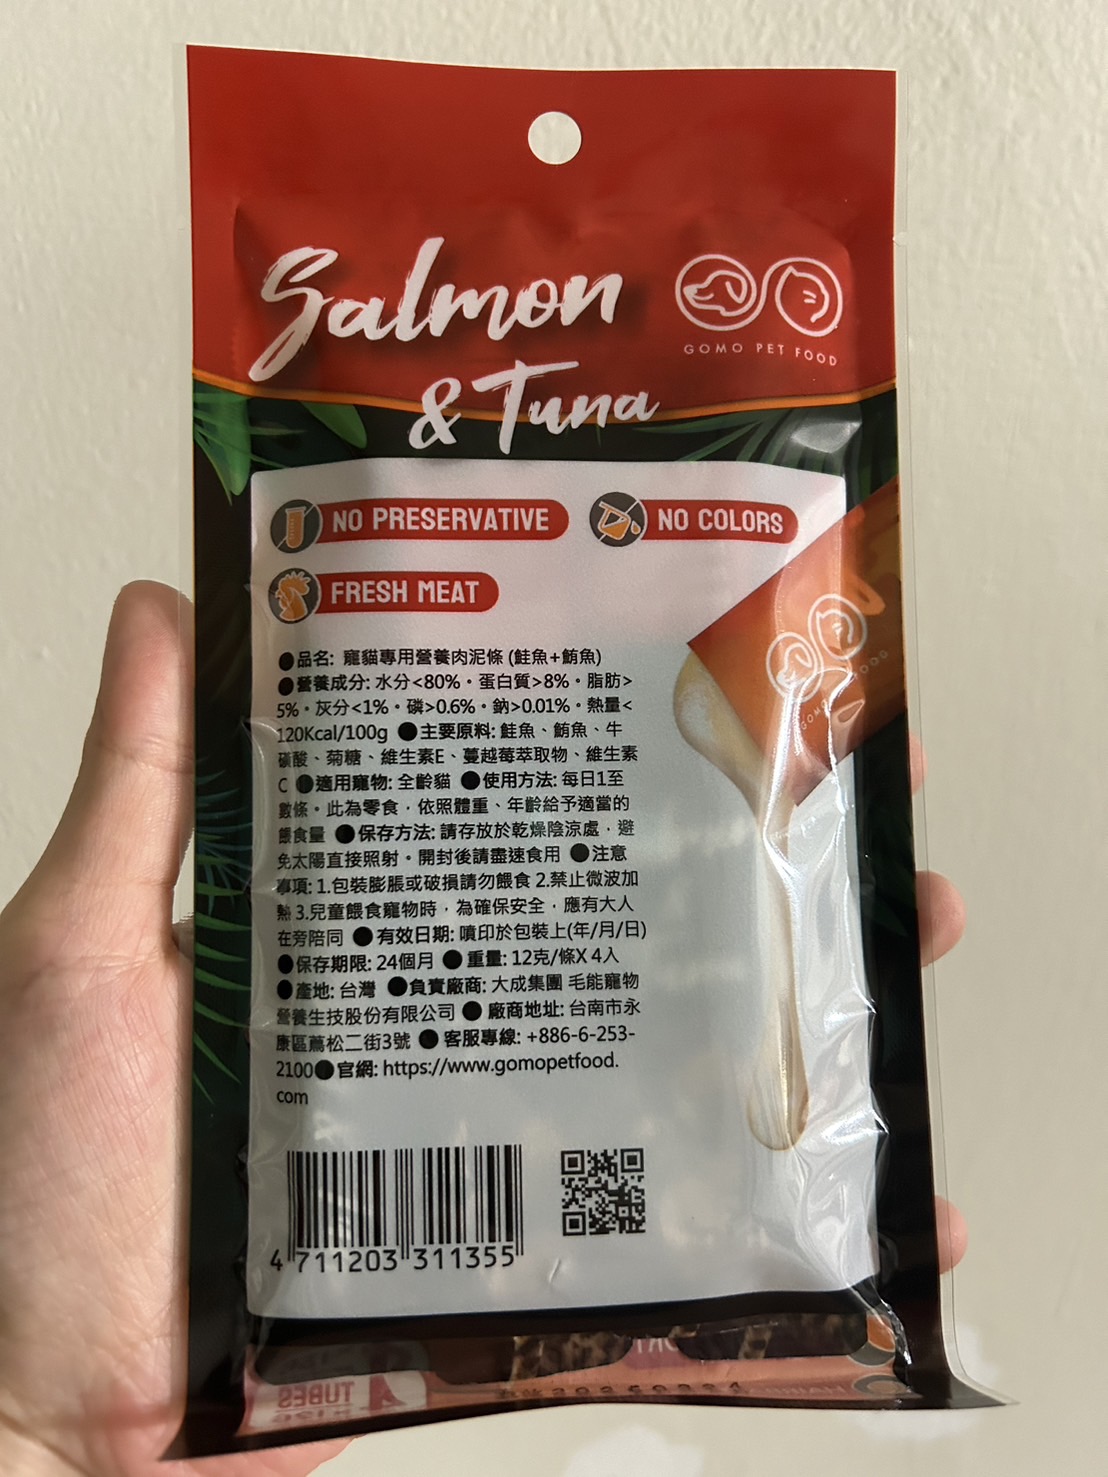 Salmon
& Tuna
GOMO PET FOOD
NO PRESERVATIVE
NO COLORS
FRESH MEAT
●品名: 寵貓專用營養肉泥條 (鮭魚+鮪魚)
●營養成分: 水分<80%・蛋白質>8%・脂肪>
5%・灰分<1%・磷>0.6%・鈉>0.01%・熱量<
120Kcal/100g ●主要原料: 鮭魚、鮪魚、牛
磺酸、菊糖、維生素E、蔓越莓萃取物、維生素
C ●適用寵物: 全齡貓 ●使用方法: 每日1至
數條。此為零食，依照體重、年齡給予適當的
餵食量 ●保存方法: 請存放於乾燥陰涼處，避
免太陽直接照射。開封後請盡速食用 ●注意
事項: 1.包裝膨脹或破損請勿餵食 2.禁止微波加
熱 3.兒童餵食寵物時，為確保安全，應有大人
在旁陪同 ●有效日期: 噴印於包裝上(年/月/日)
●保存期限: 24個月 ●重量: 12克/條X 4入
●產地: 台灣 ●負責廠商: 大成集團 毛能寵物
營養生技股份有限公司 ● 廠商地址: 台南市永
康區蔦松二街3號 ● 客服專線: +886-6-253-
2100●官網: https://www.gomopetfood.
com
4 711203 311355
4
TUBES